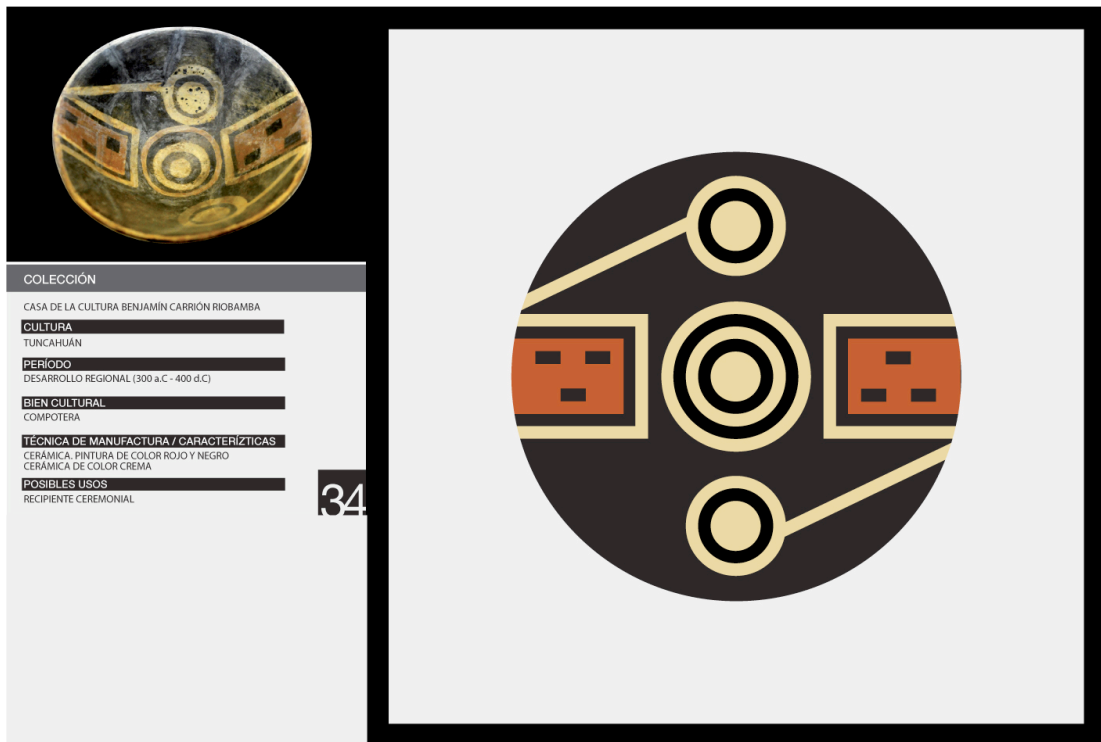 COLECCIÓN
CASA DE LA CULTURA BENJAMÍN CARRIÓN RIOBAMBA
CULTURA
TUNCAHUÁN
PERÍODO
DESARROLLO REGIONAL (300 a.C - 400 d.C)
BIEN CULTURAL
COMPOTERA
TÉCNICA DE MANUFACTURA / CARACTERÍZTICAS
CERÁMICA. PINTURA DE COLOR ROJO Y NEGRO
CERÁMICA DE COLOR CREMA
POSIBLES USOS
RECIPIENTE CEREMONIAL
34